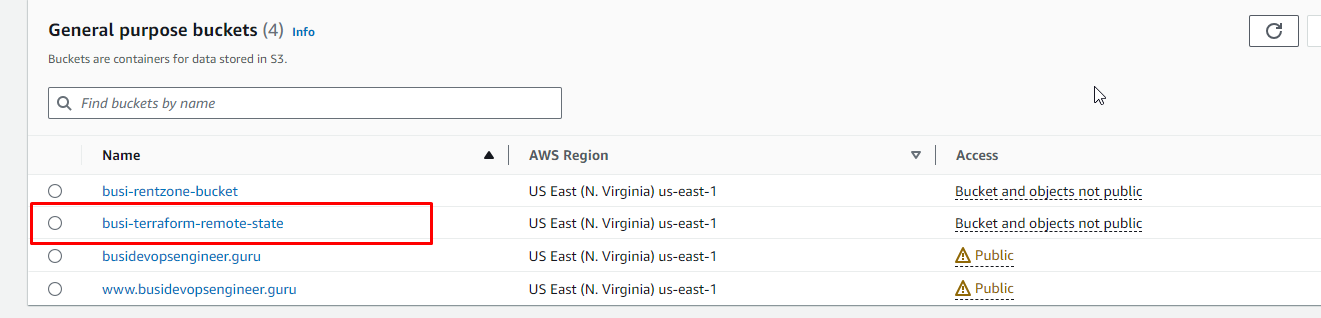 General purpose buckets (4) Info
Buckets are containers for data stored in S3.
Find buckets by name
Name AWS Region Access
busi-rentzone-bucket US East (N. Virginia) us-east-1 Bucket and objects not public
busi-terraform-remote-state US East (N. Virginia) us-east-1 Bucket and objects not public
busidevopsengineer.guru US East (N. Virginia) us-east-1 Public
www.busidevopsengineer.guru US East (N. Virginia) us-east-1 Public